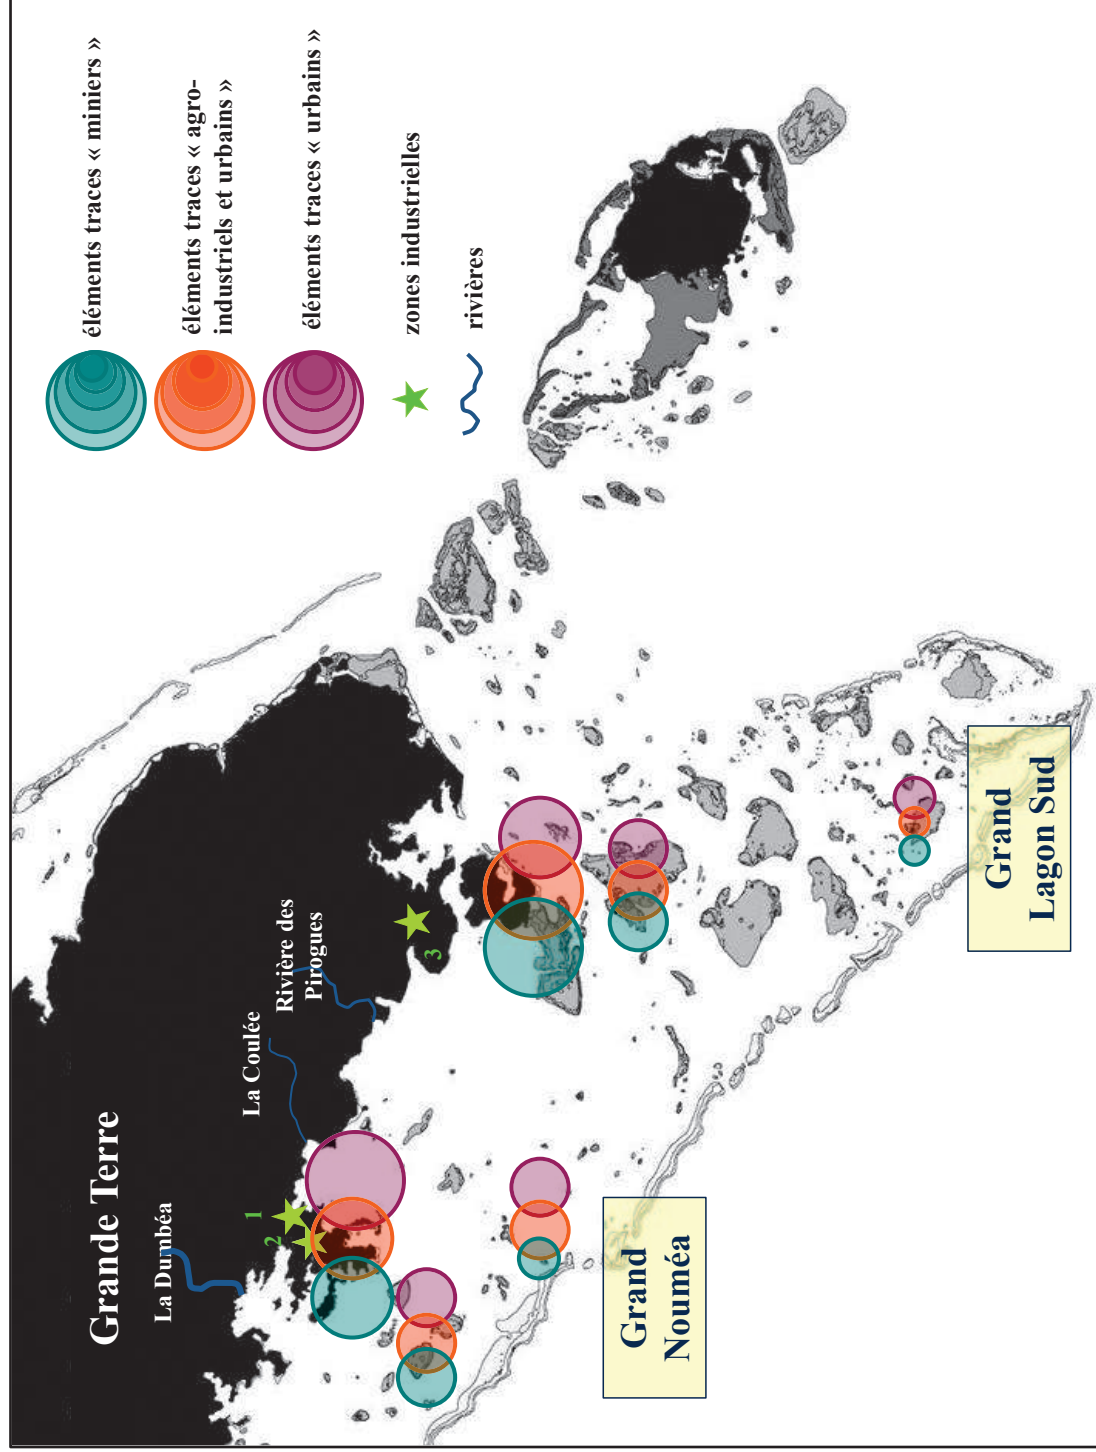 éléments traces « miniers »
éléments traces « agro-
industriels et urbains »
éléments traces « urbains »
zones industrielles
rivières
Grande Terre
La Dumbéa
La Coulée
Rivière des
Pirogues
1
2
3
Grand
Nouméa
Grand
Lagon Sud